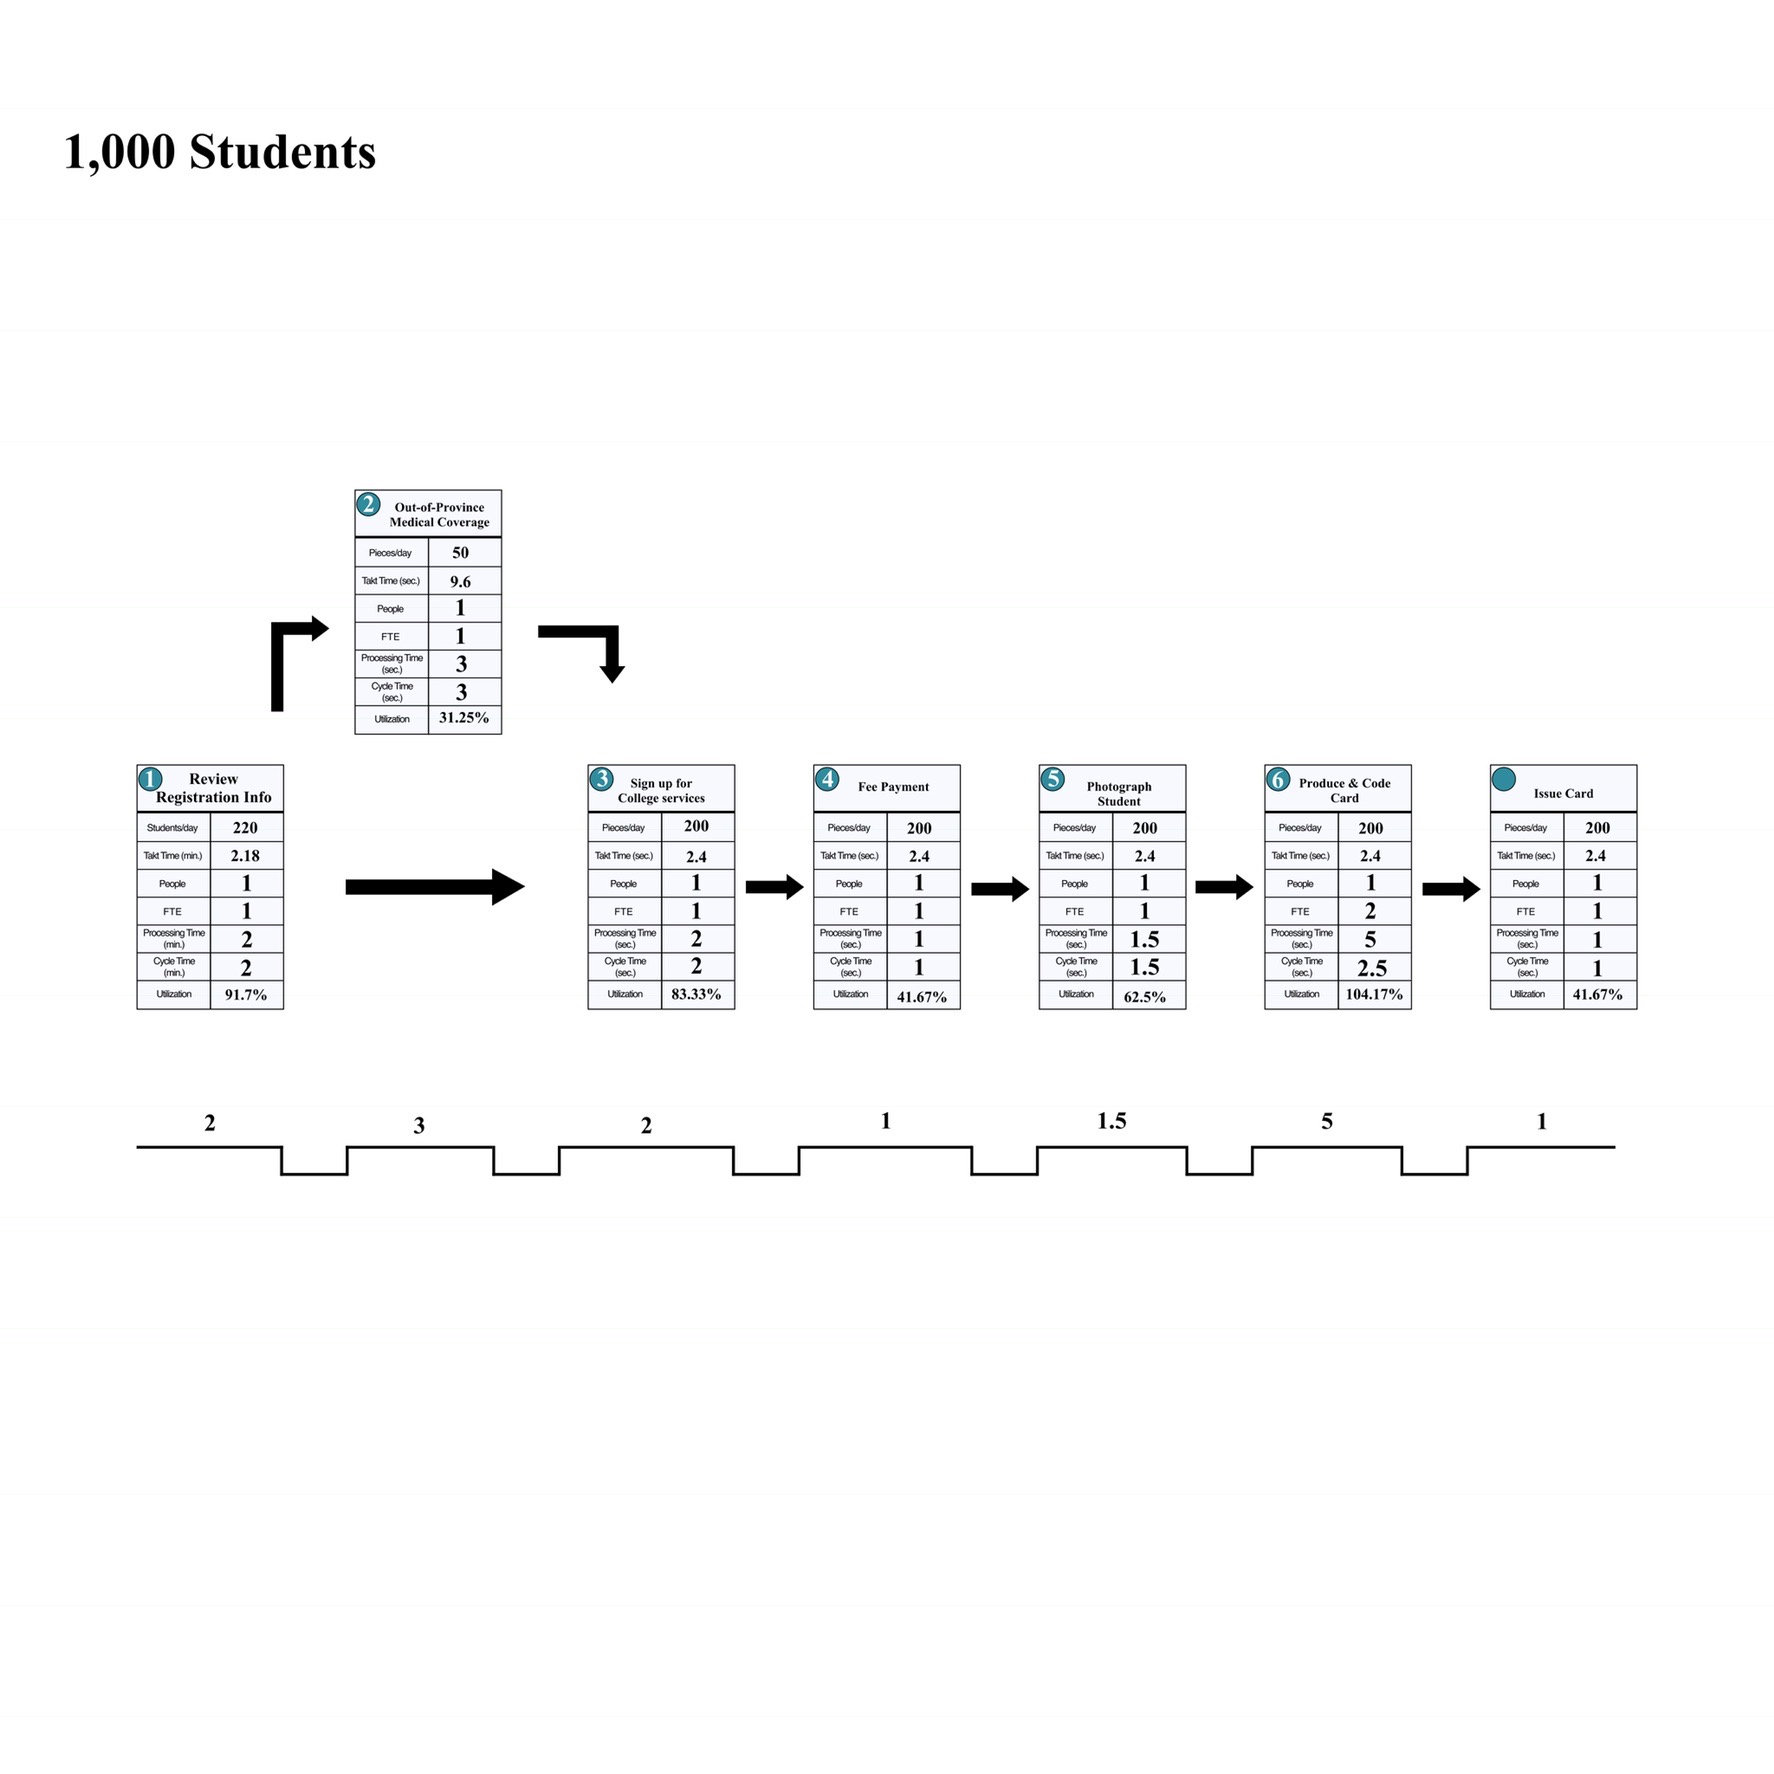 1,000 Students
2
Out-of-Province
Medical Coverage
Pieces/day 50
Takt Time (sec.) 9.6
People 1
FTE 1
Processing Time
(sec.) 3
Cycle Time
(sec.) 3
Utilization 31.25%
1
Review
Registration Info
Students/day 220
Takt Time (min.) 2.18
People 1
FTE 1
Processing Time
(min.) 2
Cycle Time
(min.) 2
Utilization 91.7%
3
Sign up for
College services
Pieces/day 200
Takt Time (sec.) 2.4
People 1
FTE 1
Processing Time
(sec.) 2
Cycle Time
(sec.) 2
Utilization 83.33%
4
Fee Payment
Pieces/day 200
Takt Time (sec.) 2.4
People 1
FTE 1
Processing Time
(sec.) 1
Cycle Time
(sec.) 1
Utilization 41.67%
5
Photograph
Student
Pieces/day 200
Takt Time (sec.) 2.4
People 1
FTE 1
Processing Time
(sec.) 1.5
Cycle Time
(sec.) 1.5
Utilization 62.5%
6
Produce & Code
Card
Pieces/day 200
Takt Time (sec.) 2.4
People 1
FTE 2
Processing Time
(sec.) 5
Cycle Time
(sec.) 2.5
Utilization 104.17%
Issue Card
Pieces/day 200
Takt Time (sec.) 2.4
People 1
FTE 1
Processing Time
(sec.) 1
Cycle Time
(sec.) 1
Utilization 41.67%
2 3 2 1 1.5 5 1